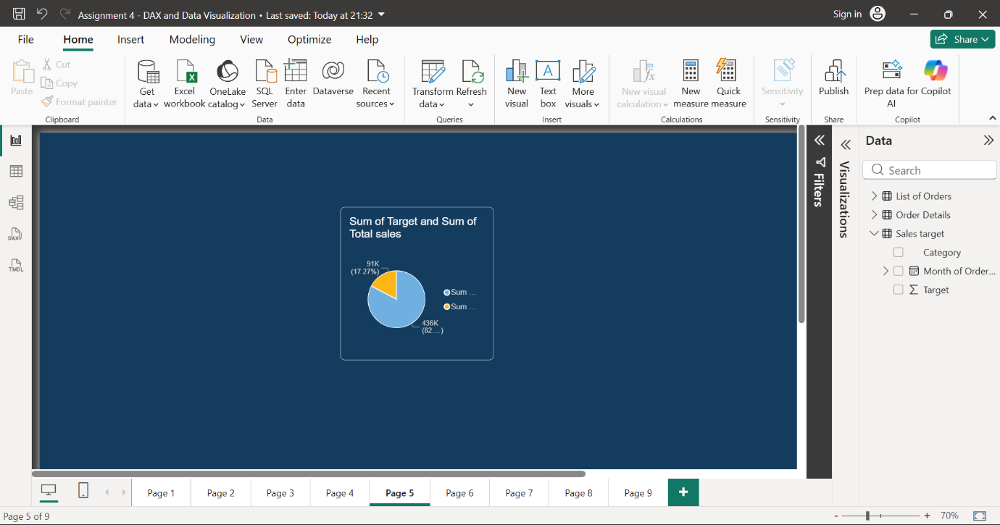 Assignment 4 - DAX and Data Visualization • Last saved: Today at 21:32
Sign in
File
Home
Insert
Modeling
View
Optimize
Help
Share
Paste
Cut
Copy
Format painter
Clipboard
Get data
Excel workbook
OneLake catalog
SQL Server
Enter data
Dataverse
Recent sources
Data
Transform data
Refresh
Queries
New visual
A
Text box
More visuals
Insert
New visual calculation
New measure
Quick measure
Calculations
Sensitivity
Sensitivity
Publish
Share
Prep data for AI
Copilot
Copilot
DAX
TMDL
Sum of Target and Sum of
Total sales
91K
(17.27%)
Sum ...
Sum ...
436K
(82....)
Filters
Visualizations
Data
Search
List of Orders
Order Details
Sales target
Category
Month of Order...
Σ Target
Page 1
Page 2
Page 3
Page 4
Page 5
Page 6
Page 7
Page 8
Page 9
+
Page 5 of 9
- + 70%